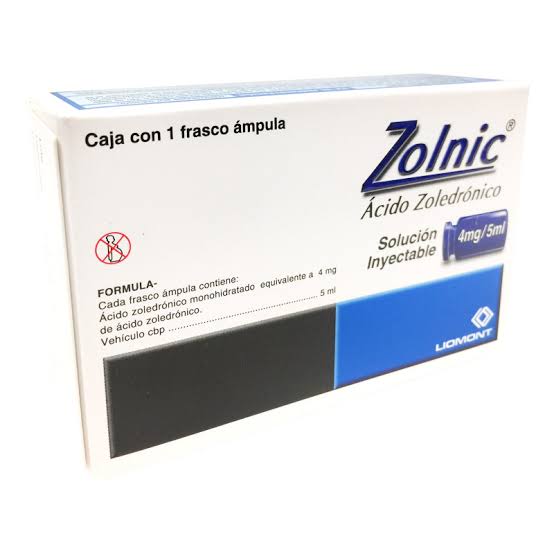 Caja con 1 frasco ámpula
Zolnic®
Ácido Zoledrónico
Solución
Inyectable
4mg/5ml
FORMULA-
Cada frasco ámpula contiene:
Ácido zoledrónico monohidratado equivalente a 4 mg
de ácido zoledrónico.
Vehículo cbp ........................................ 5 ml
LIOMONT